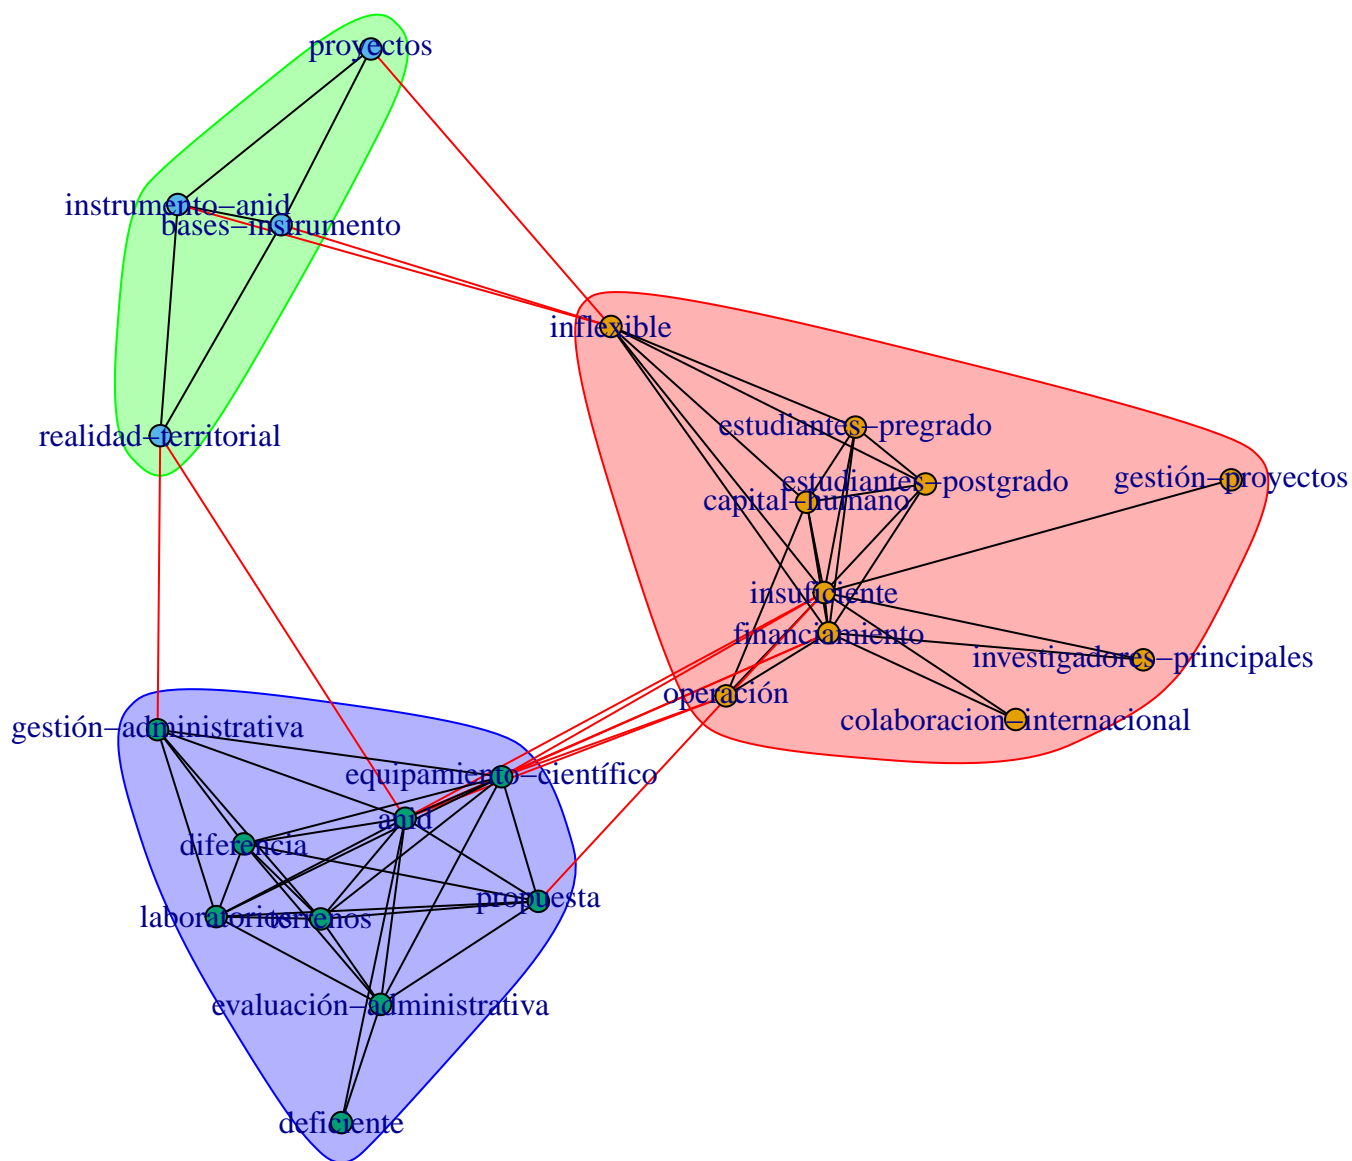 proyectos
instrumento−anid
bases−instrumento
inflexible
estudiantes−pregrado
realidad−territorial
gestión−proyectos
estudiantes−postgrado
capital−humano
insuficiente
financiamiento
investigadores−principales
operación
colaboracion−internacional
gestión−administrativa
equipamiento−científico
anid
diferencia
propuesta
laboratorios
terrenos
evaluación−administrativa
deficiente